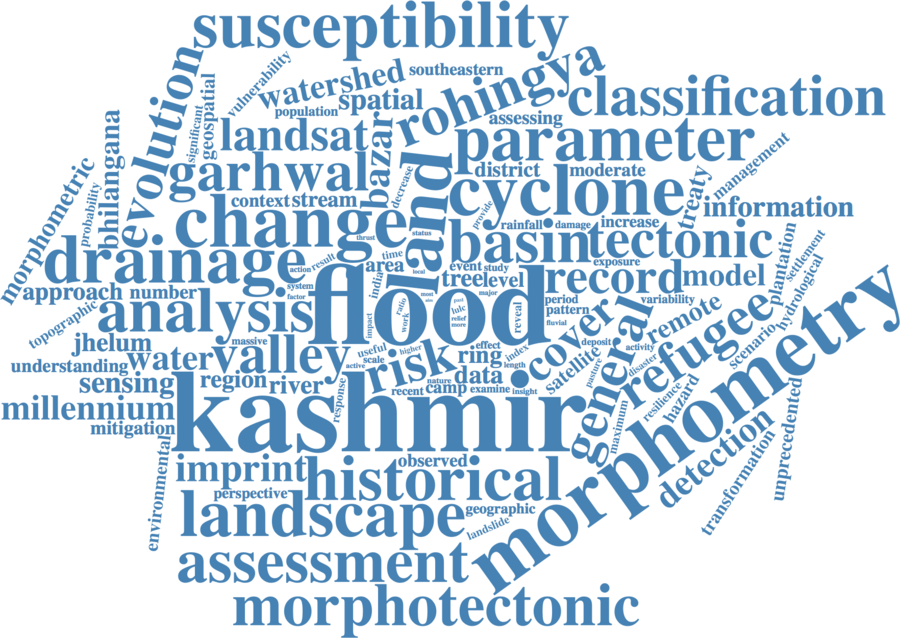 susceptibility
evolution
vulnerability
watershed
southeastern
rohingya
classification
significant
geospatial
population
spatial
assessing
landsat
bazar
parameter
bhilangana
garhwal
land
district
moderate
management
morphometric
probability
context
stream
decrease
cyclone
treaty
information
change
thrust
status
provide
rainfall
damage
increase
plantation
settlement
drainage
action
result
time
area
local
india
basin
tectonic
exposure
hydrological
event
study
tree
level
record
model
approach
number
system
factor
flood
major
most
aim
part
lulc
relief
more
ratio
work
reveal
period
pattern
fluvial
variability
topographic
analysis
impact
cover
general
remote
scenario
jhelum
massive
valley
useful
scale
higher
effect
ring
index
deposit
activity
refugee
understanding
water
active
risk
length
satellite
pasture
disaster
sensing
region
river
response
recent
nature
camp
data
examine
insight
resilience
hazard
morphometry
millennium
mitigation
kashmir
maximum
unprecedented
environmental
imprint
observed
detection
transformation
perspective
historical
geographic
landscape
landslide
assessment
morphotectonic